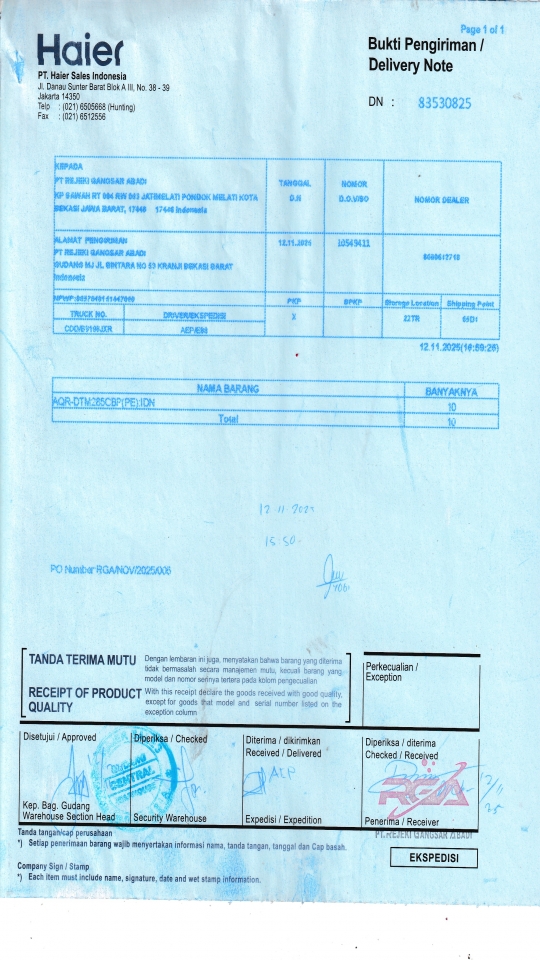 Page 1 of 1
Haier
Bukti Pengiriman /
Delivery Note
PT. Haier Sales Indonesia
Jl. Danau Sunter Barat Blok A III, No. 38 - 39
Jakarta 14350
Telp : (021) 6505668 (Hunting)
Fax : (021) 6512556
DN : 83530825
KEPADA
PT REJEKI GANGSAR ABADI
KP SAWAH RT 004 RW 003 JATIMELATI PONDOK MELATI KOTA
BEKASI JAWA BARAT, 17446 17446 Indonesia
TANGGAL
D.N
NOMOR
D.O.V/SO
NOMOR DEALER
ALAMAT PENGIRIMAN
PT REJEKI GANGSAR ABADI
GUDANG MJ JL BINTARA NO 53 KRANJI BEKASI BARAT
Indonesia
12.11.2025
10549411
PKP
BPKP
Storage Location
Shipping Point
TRUCK NO.
DRIVER/EKSPEDISI
X
22TR
12.11.2025(14:59:26)
NAMA BARANG
BANYAKNYA
AQR-DTM285CBP(PE):IDN
10
Total
10
12 11 202
15.50
PO Number RGA/NOV/2025/006
TANDA TERIMA MUTU
Dengan lembaran ini juga, menyatakan bahwa barang yang diterima
tidak bermasalah secara manajemen mutu, kecuali barang yang
model dan nomor serinya tertera pada kolom pengecualian
RECEIPT OF PRODUCT
QUALITY
With this receipt declare the goods received with good quality,
except for goods that model and serial number listed on the
exception column
Perkecualian /
Exception
Disetujui / Approved
Diperiksa / Checked
Diterima / dikirimkan
Received / Delivered
Diperiksa / diterima
Checked / Received
CENTRAL
AEP
RGA
12/11
25
Kep. Bag. Gudang
Warehouse Section Head
Security Warehouse
Expedisi / Expedition
Penerima / Receiver
PT. REJEKI GANGSAR ABADI
Tanda tangan/cap perusahaan
*) Setiap penerimaan barang wajib menyertakan informasi nama, tanda tangan, tanggal dan Cap basah.
EKSPEDISI
Company Sign / Stamp
*) Each item must include name, signature, date and wet stamp information.